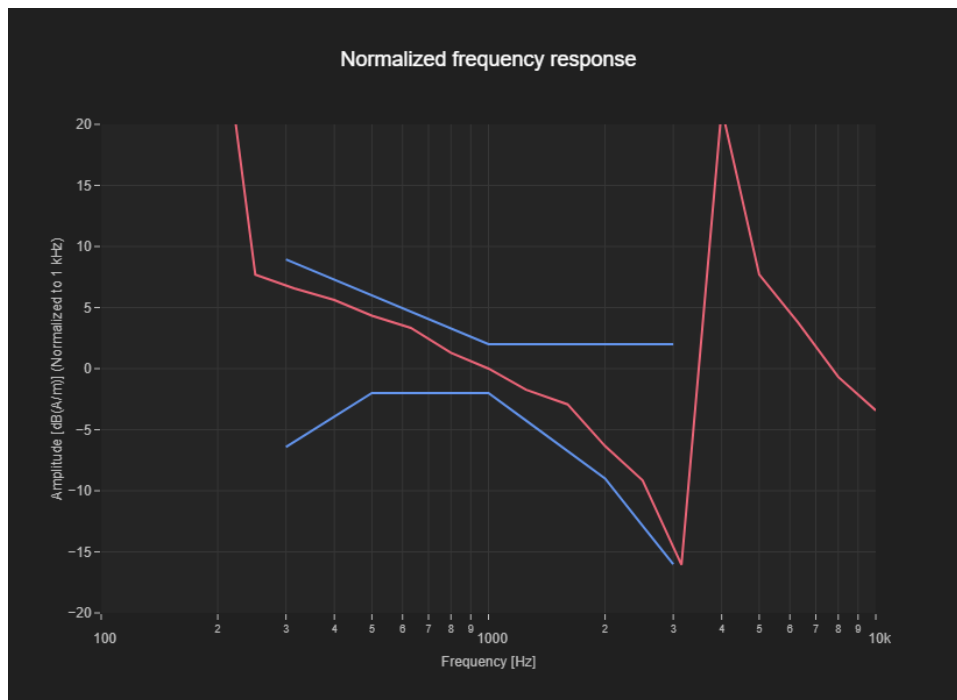 Normalized frequency response
Amplitude [dB(A/m)] (Normalized to 1 kHz)
20
15
10
5
0
−5
−10
−15
−20
100 2 3 4 5 6 7 8 9 1000 2 3 4 5 6 7 8 9 10k
Frequency [Hz]